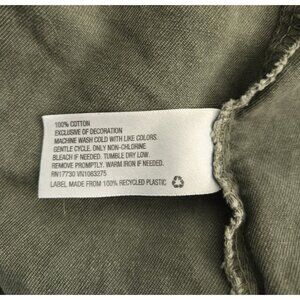 100% COTTON
EXCLUSIVE OF DECORATION
MACHINE WASH COLD WITH LIKE COLORS.
GENTLE CYCLE. ONLY NON-CHLORINE
BLEACH IF NEEDED. TUMBLE DRY LOW.
REMOVE PROMPTLY. WARM IRON IF NEEDED.
RN17730 VN1063275
LABEL MADE FROM 100% RECYCLED PLASTIC